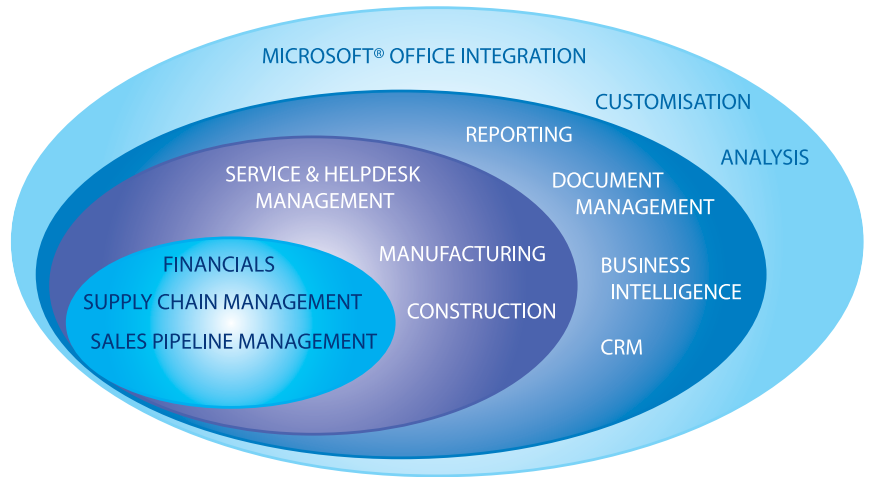 MICROSOFT® OFFICE INTEGRATION
CUSTOMISATION
ANALYSIS
REPORTING
DOCUMENT
MANAGEMENT
BUSINESS
INTELLIGENCE
CRM
SERVICE & HELPDESK
MANAGEMENT
MANUFACTURING
CONSTRUCTION
FINANCIALS
SUPPLY CHAIN MANAGEMENT
SALES PIPELINE MANAGEMENT